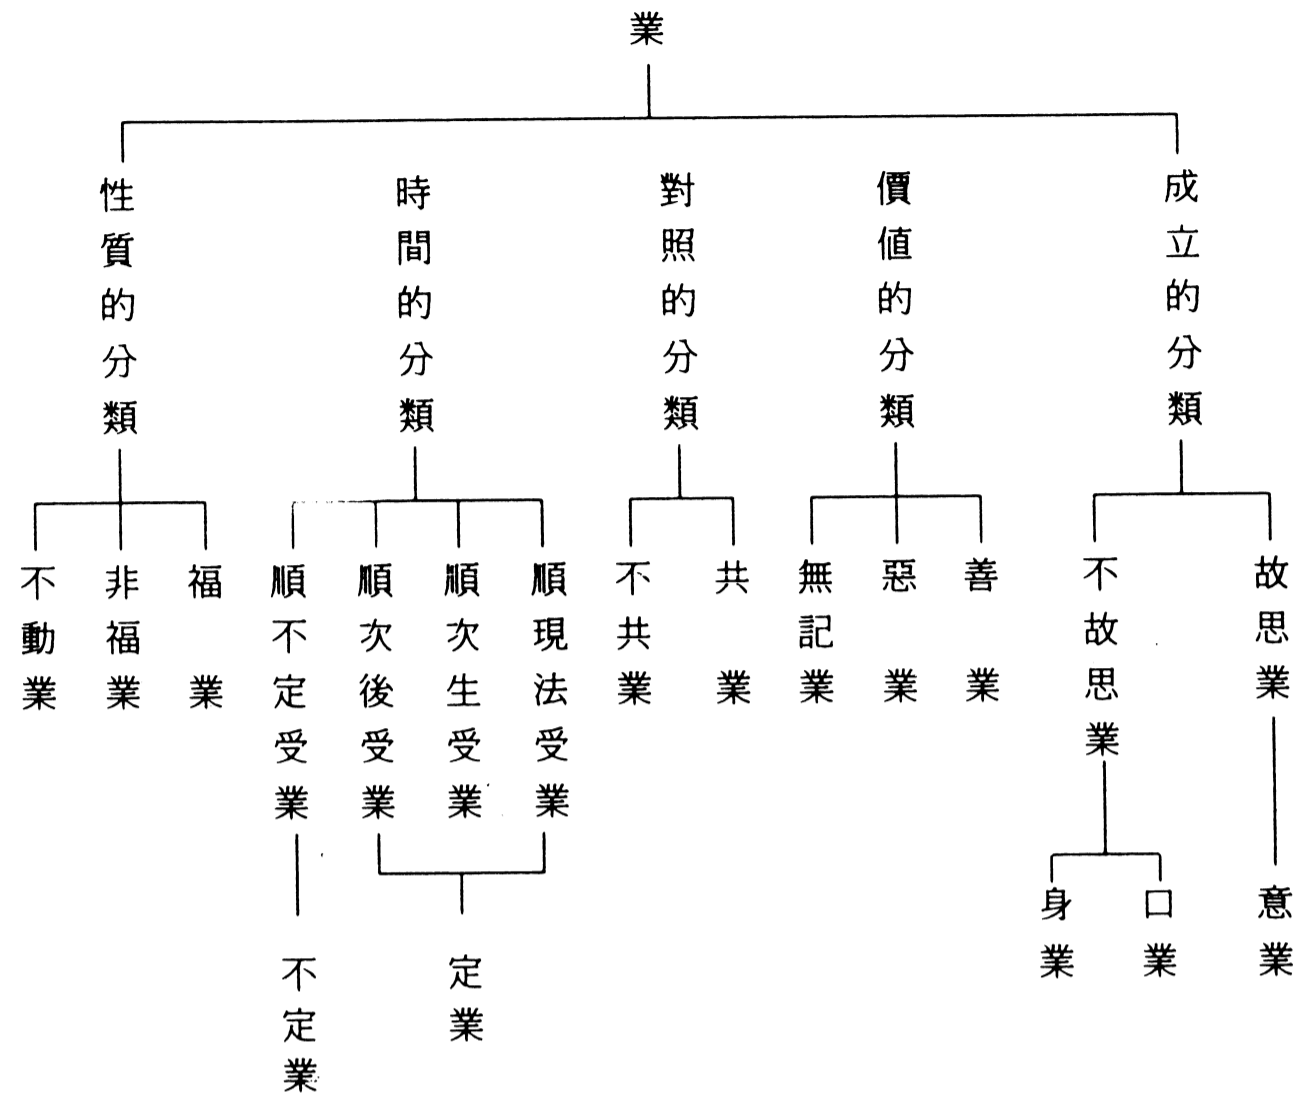 業
成立的分類
價値的分類
對照的分類
時間的分類
性質的分類
故思業
不故思業
善業
惡業
無記業
共業
不共業
順現法受業
順次生受業
順次後受業
順不定受業
福業
非福業
不動業
意業
口業
身業
定業
不定業